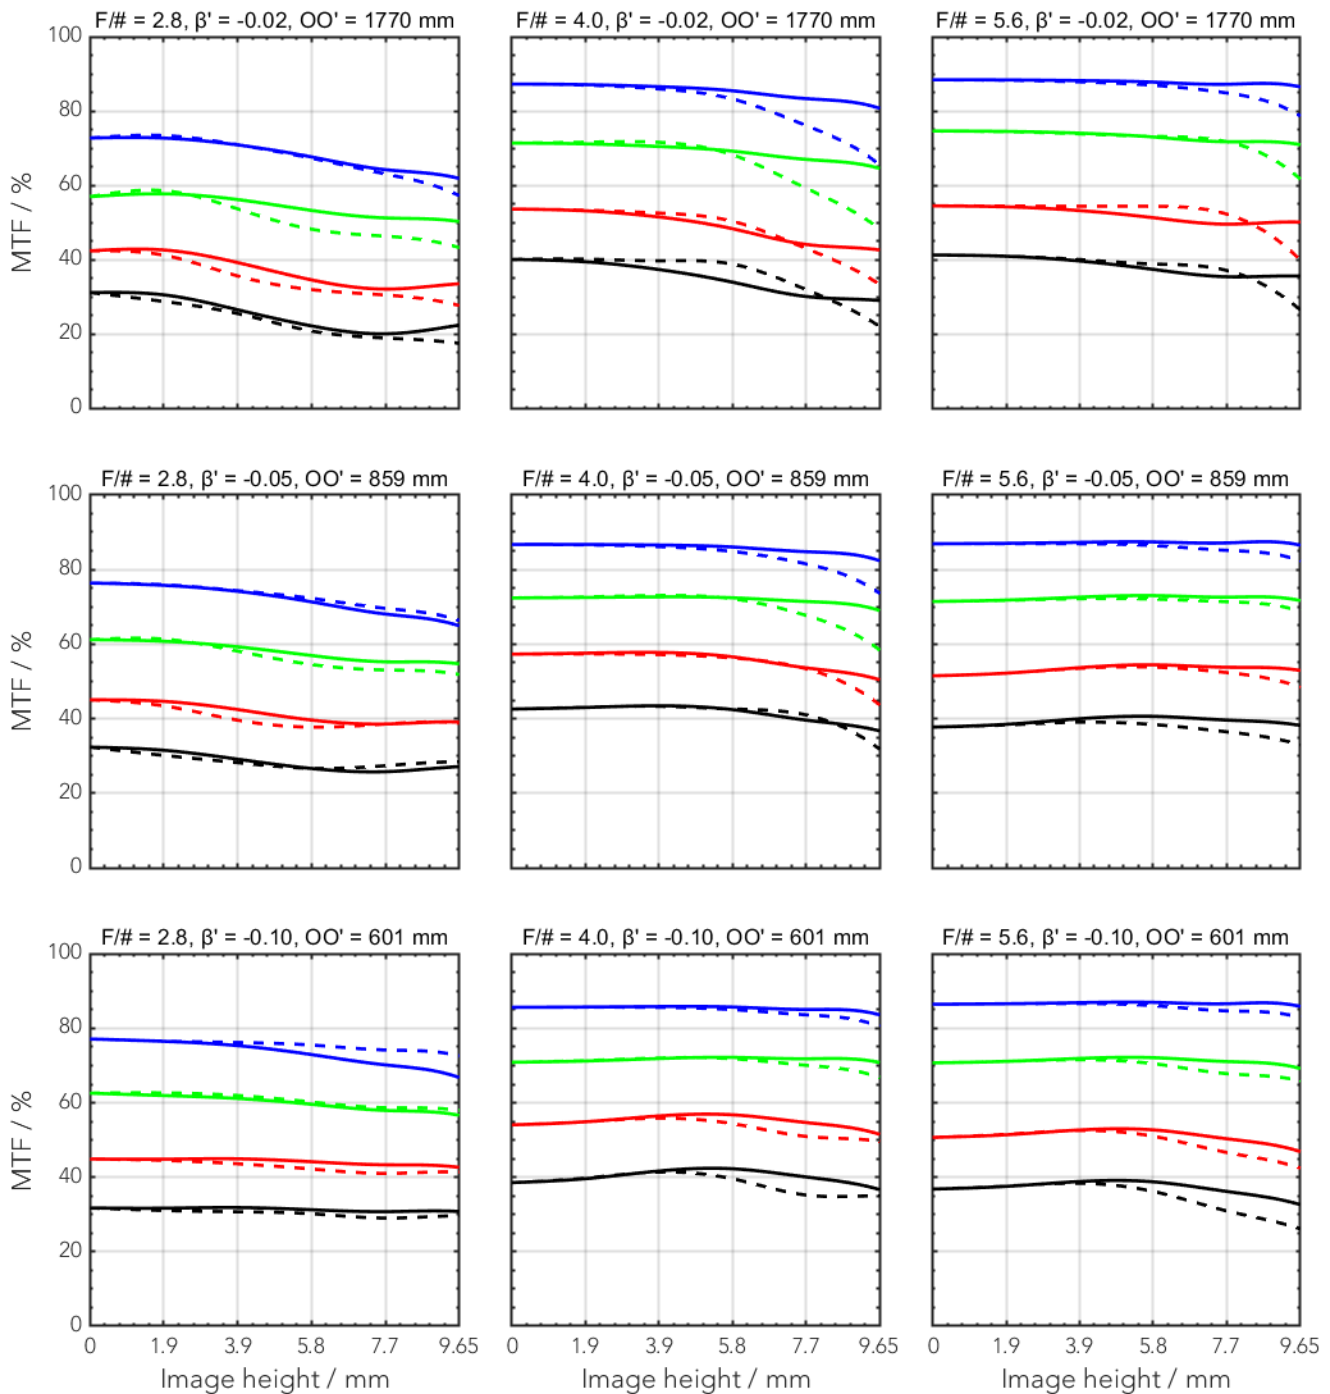 F/# = 2.8, β' = -0.02, OO' = 1770 mm
F/# = 4.0, β' = -0.02, OO' = 1770 mm
F/# = 5.6, β' = -0.02, OO' = 1770 mm
100
80
60
40
20
0
MTF / %
F/# = 2.8, β' = -0.05, OO' = 859 mm
F/# = 4.0, β' = -0.05, OO' = 859 mm
F/# = 5.6, β' = -0.05, OO' = 859 mm
100
80
60
40
20
0
MTF / %
F/# = 2.8, β' = -0.10, OO' = 601 mm
F/# = 4.0, β' = -0.10, OO' = 601 mm
F/# = 5.6, β' = -0.10, OO' = 601 mm
100
80
60
40
20
0
MTF / %
0 1.9 3.9 5.8 7.7 9.65
0 1.9 3.9 5.8 7.7 9.65
0 1.9 3.9 5.8 7.7 9.65
Image height / mm
Image height / mm
Image height / mm